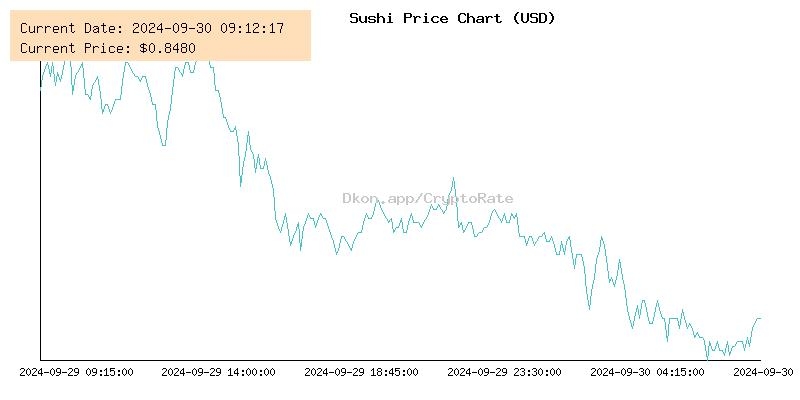 Sushi Price Chart (USD)
Current Date: 2024-09-30 09:12:17
Current Price: $0.8480
Dkon.app/CryptoRate
2024-09-29 09:15:00 2024-09-29 14:00:00 2024-09-29 18:45:00 2024-09-29 23:30:00 2024-09-30 04:15:00 2024-09-30